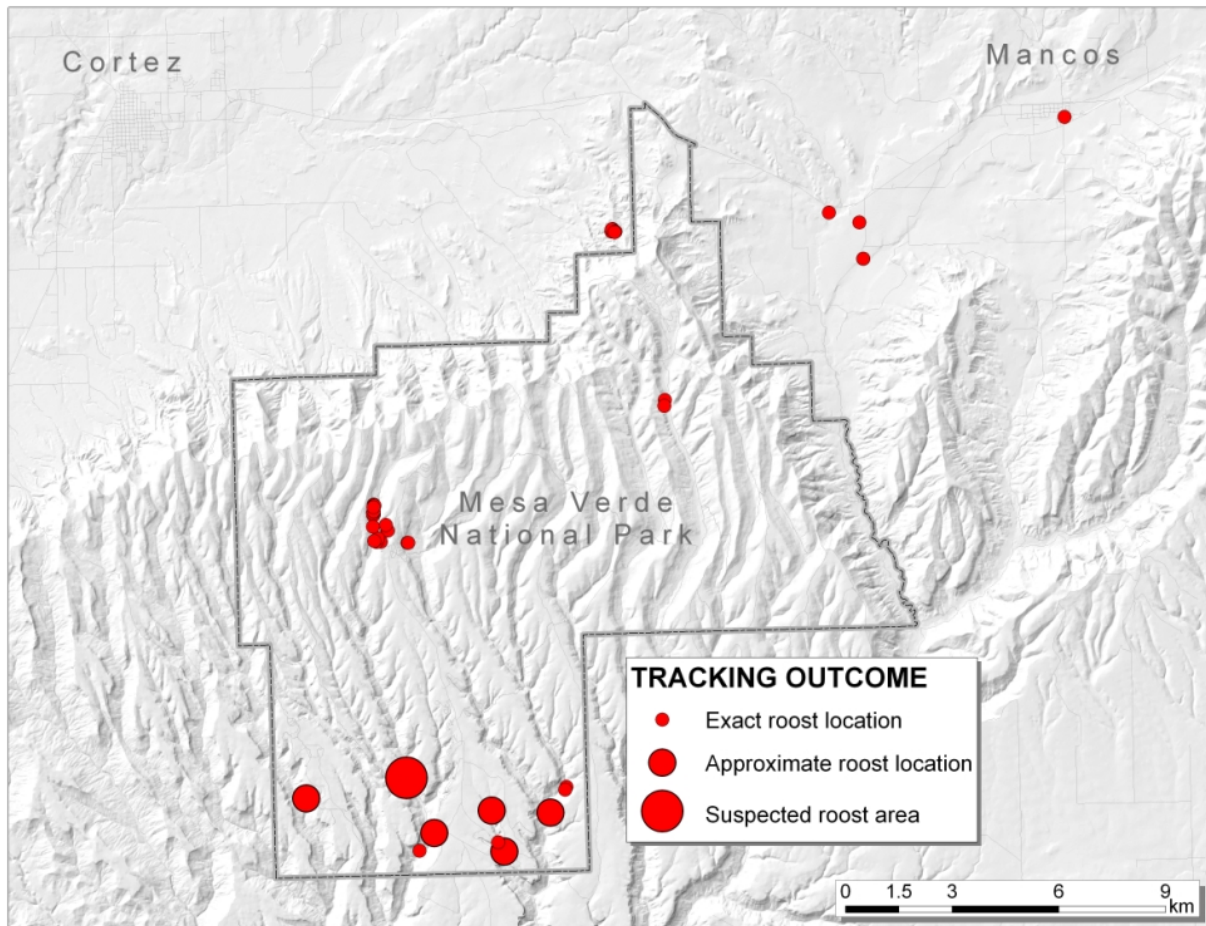 Cortez
Mancos
Mesa Verde
National Park
TRACKING OUTCOME
Exact roost location
Approximate roost location
Suspected roost area
0 1.5 3 6 9
km